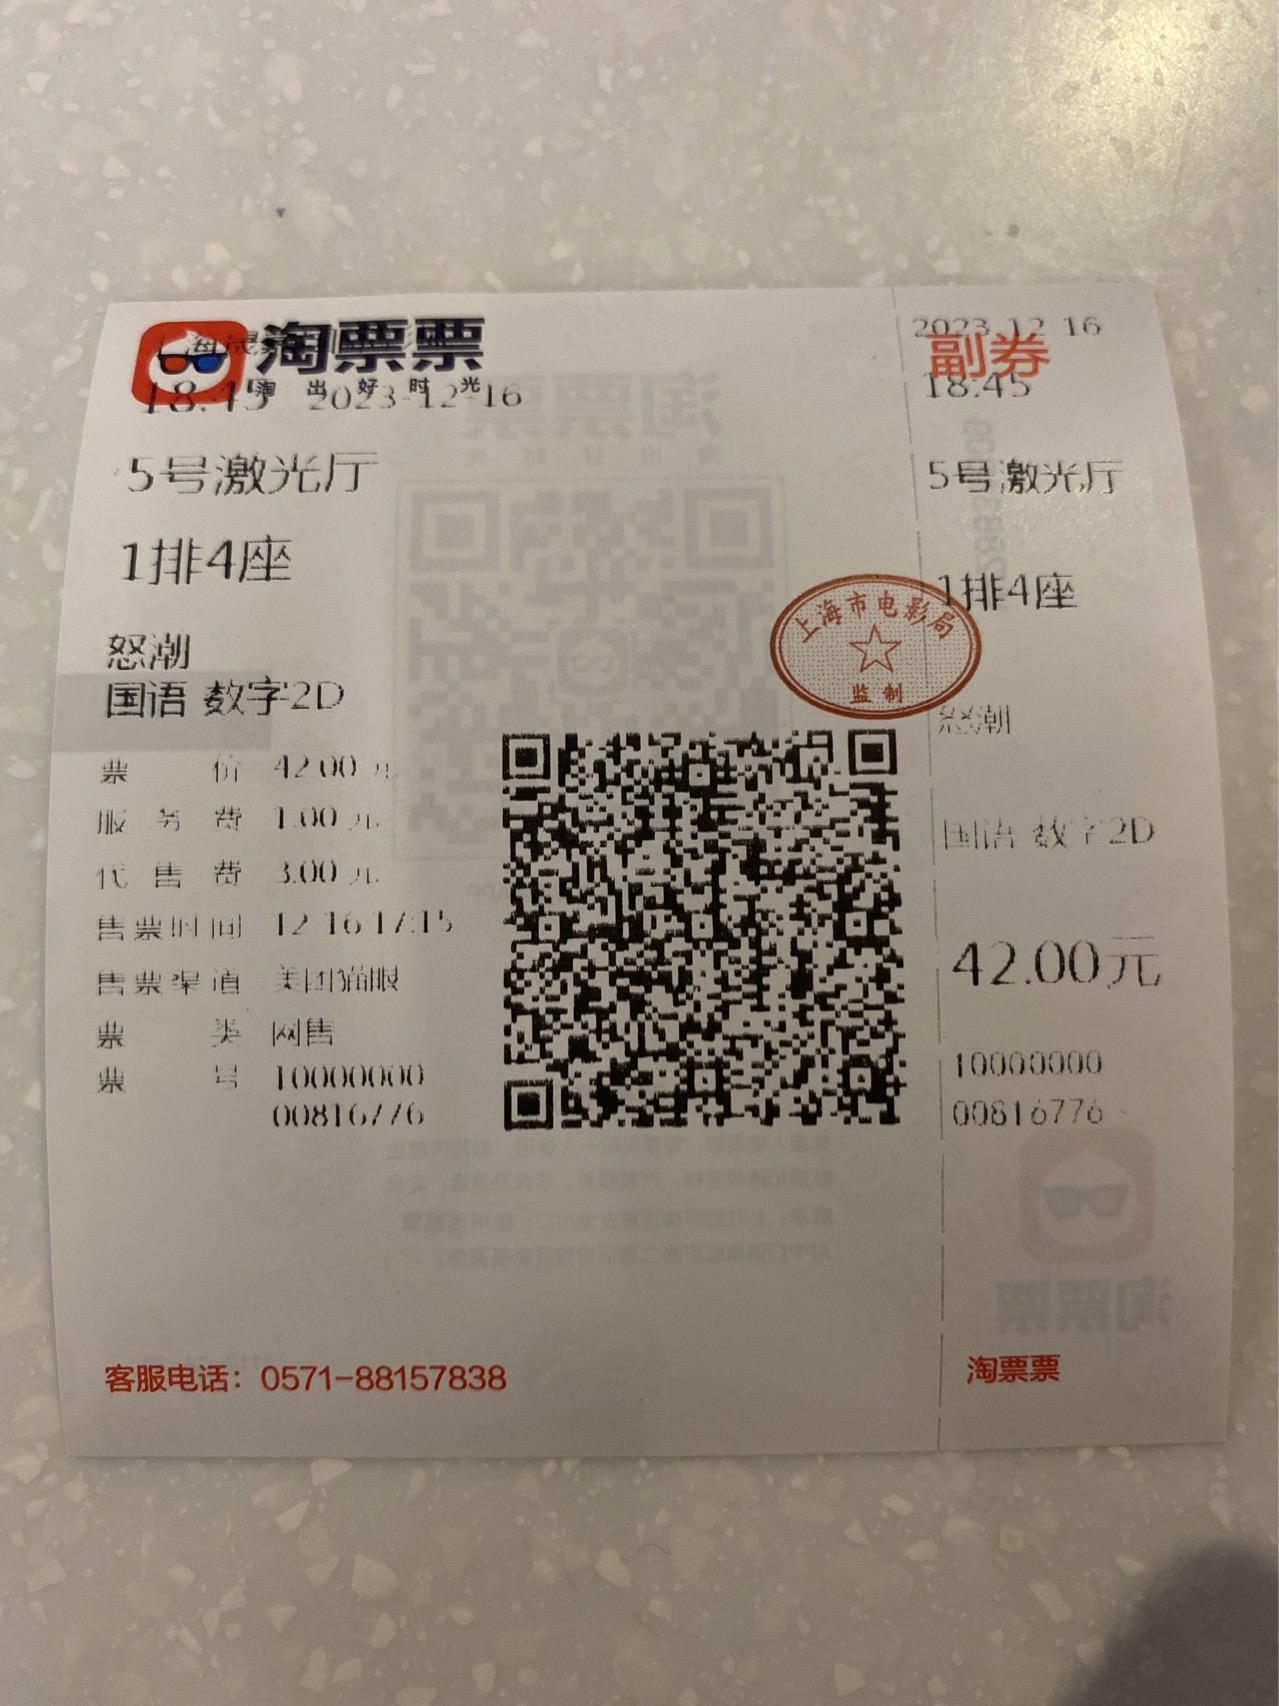 淘票票
淘出好时光
18:45 2023-12-16
5号激光厅
1排4座
怒潮
国语 数字2D
票价 42.00元
服务费 1.00元
代售费 3.00元
售票时间 12-16 17:15
售票渠道 美团猫眼
票类 网售
票号 10000000
00816776
客服电话：0571-88157838
上海市电影局
监制
2023-12-16
副券
18:45
5号激光厅
1排4座
怒潮
国语 数字2D
42.00元
10000000
00816776
淘票票